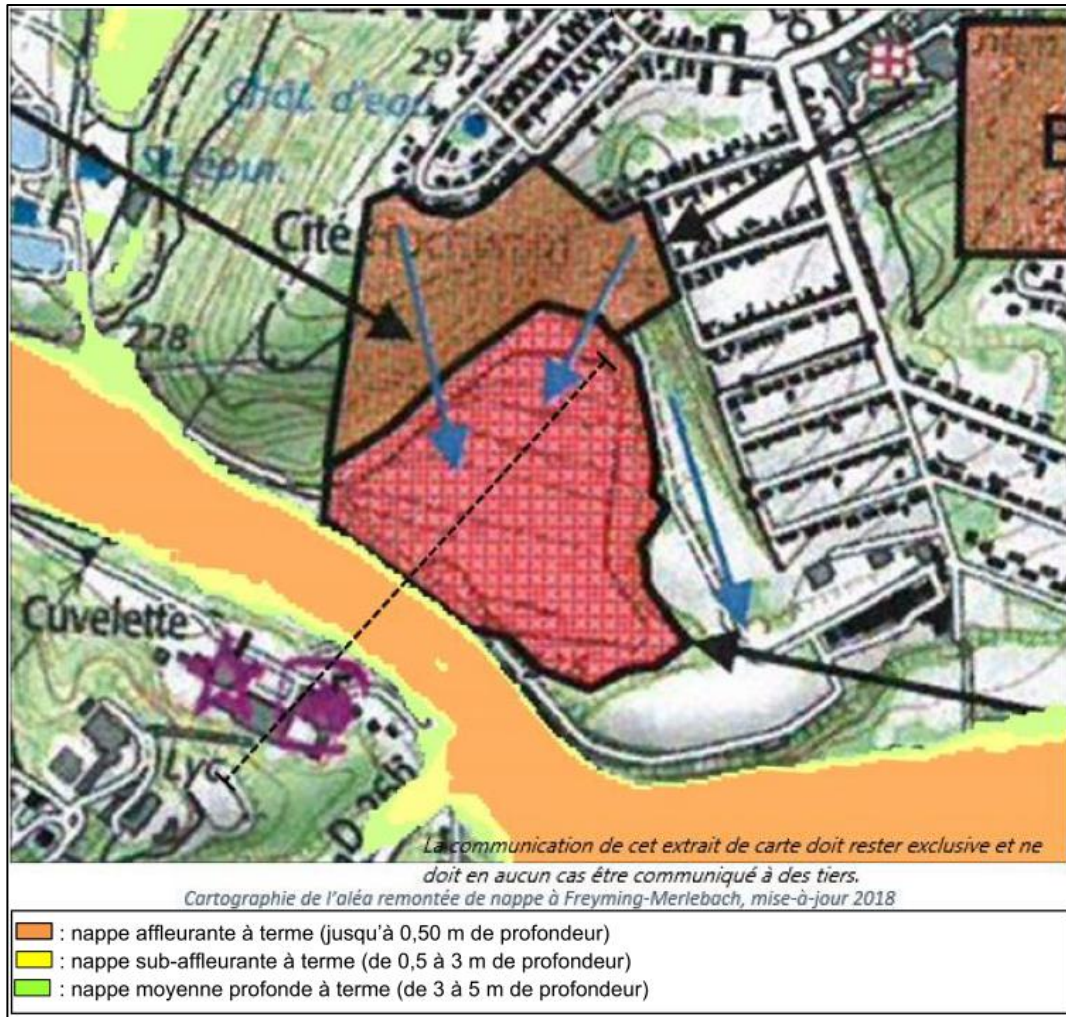 297
Chât. d'eau
St. épur.
Cité
228
Cuvelette
Lyc.
D 26
La communication de cet extrait de carte doit rester exclusive et ne
doit en aucun cas être communiqué à des tiers.
Cartographie de l'aléa remontée de nappe à Freyming-Merlebach, mise-à-jour 2018
: nappe affleurante à terme (jusqu'à 0,50 m de profondeur)
: nappe sub-affleurante à terme (de 0,5 à 3 m de profondeur)
: nappe moyenne profonde à terme (de 3 à 5 m de profondeur)